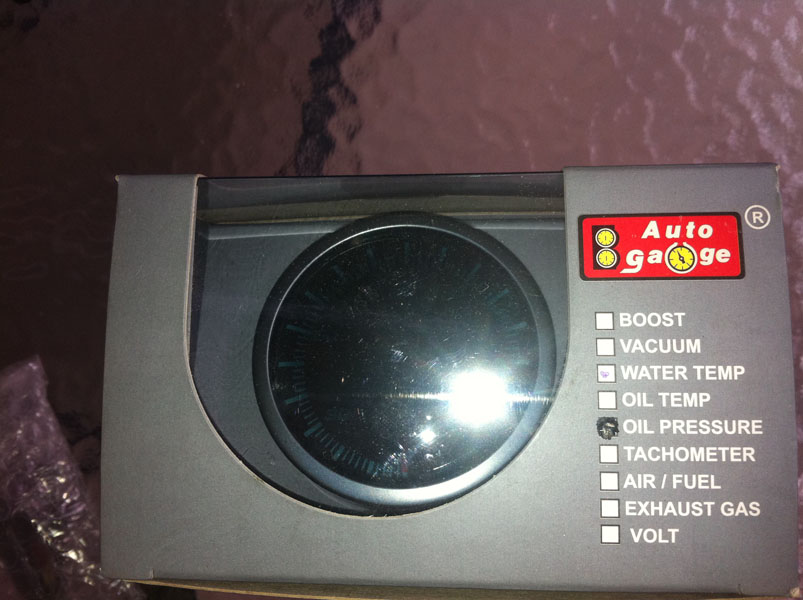 ®
Auto
gauge
BOOST
VACUUM
WATER TEMP
OIL TEMP
OIL PRESSURE
TACHOMETER
AIR / FUEL
EXHAUST GAS
VOLT